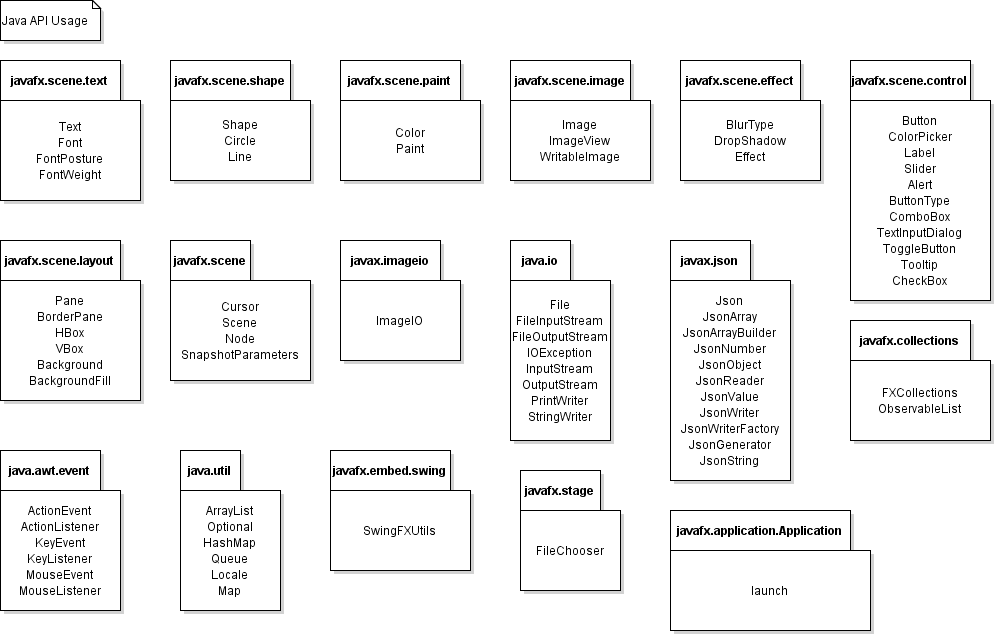 Java API Usage
javafx.scene.text
Text
Font
FontPosture
FontWeight
javafx.scene.shape
Shape
Circle
Line
javafx.scene.paint
Color
Paint
javafx.scene.image
Image
ImageView
WritableImage
javafx.scene.effect
BlurType
DropShadow
Effect
javafx.scene.control
Button
ColorPicker
Label
Slider
Alert
ButtonType
ComboBox
TextInputDialog
ToggleButton
Tooltip
CheckBox
javafx.scene.layout
Pane
BorderPane
HBox
VBox
Background
BackgroundFill
javafx.scene
Cursor
Scene
Node
SnapshotParameters
javax.imageio
ImageIO
java.io
File
FileInputStream
FileOutputStream
IOException
InputStream
OutputStream
PrintWriter
StringWriter
javax.json
Json
JsonArray
JsonArrayBuilder
JsonNumber
JsonObject
JsonReader
JsonValue
JsonWriter
JsonWriterFactory
JsonGenerator
JsonString
javafx.collections
FXCollections
ObservableList
java.awt.event
ActionEvent
ActionListener
KeyEvent
KeyListener
MouseEvent
MouseListener
java.util
ArrayList
Optional
HashMap
Queue
Locale
Map
javafx.embed.swing
SwingFXUtils
javafx.stage
FileChooser
javafx.application.Application
launch